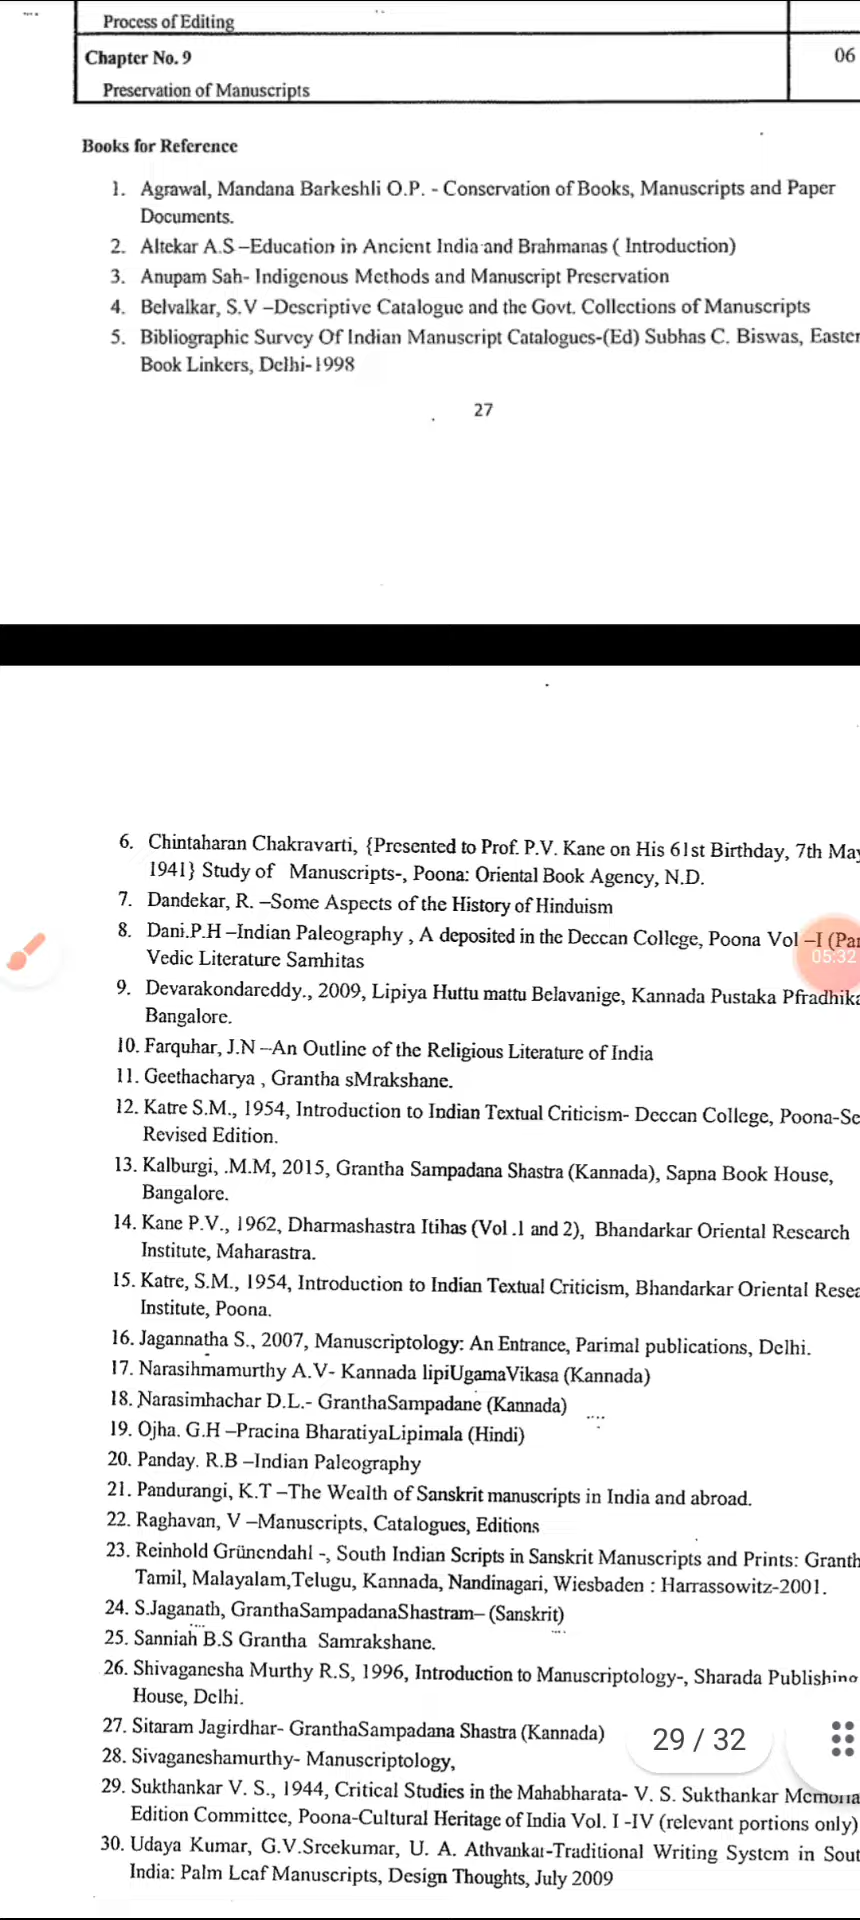 Process of Editing
Chapter No. 9
06
Preservation of Manuscripts
Books for Reference
1. Agrawal, Mandana Barkeshli O.P. - Conservation of Books, Manuscripts and Paper
Documents.
2. Altekar A.S –Education in Ancient India and Brahmanas ( Introduction)
3. Anupam Sah- Indigenous Methods and Manuscript Preservation
4. Belvalkar, S.V –Descriptive Catalogue and the Govt. Collections of Manuscripts
5. Bibliographic Survey Of Indian Manuscript Catalogues-(Ed) Subhas C. Biswas, Easter
Book Linkers, Delhi-1998
27
6. Chintaharan Chakravarti, {Presented to Prof. P.V. Kane on His 61st Birthday, 7th May
1941} Study of Manuscripts-, Poona: Oriental Book Agency, N.D.
7. Dandekar, R. –Some Aspects of the History of Hinduism
8. Dani.P.H –Indian Paleography , A deposited in the Deccan College, Poona Vol –I (Par
Vedic Literature Samhitas
05:32
9. Devarakondareddy., 2009, Lipiya Huttu mattu Belavanige, Kannada Pustaka Pfradhika
Bangalore.
10. Farquhar, J.N –An Outline of the Religious Literature of India
11. Geethacharya , Grantha sMrakshane.
12. Katre S.M., 1954, Introduction to Indian Textual Criticism- Deccan College, Poona-Se
Revised Edition.
13. Kalburgi, .M.M, 2015, Grantha Sampadana Shastra (Kannada), Sapna Book House,
Bangalore.
14. Kane P.V., 1962, Dharmashastra Itihas (Vol .1 and 2), Bhandarkar Oriental Research
Institute, Maharastra.
15. Katre, S.M., 1954, Introduction to Indian Textual Criticism, Bhandarkar Oriental Resea
Institute, Poona.
16. Jagannatha S., 2007, Manuscriptology: An Entrance, Parimal publications, Delhi.
17. Narasihmamurthy A.V- Kannada lipiUgamaVikasa (Kannada)
18. Narasimhachar D.L.- GranthaSampadane (Kannada)
19. Ojha. G.H –Pracina BharatiyaLipimala (Hindi)
20. Panday. R.B –Indian Paleography
21. Pandurangi, K.T –The Wealth of Sanskrit manuscripts in India and abroad.
22. Raghavan, V –Manuscripts, Catalogues, Editions
23. Reinhold Grünendahl -, South Indian Scripts in Sanskrit Manuscripts and Prints: Granth
Tamil, Malayalam,Telugu, Kannada, Nandinagari, Wiesbaden : Harrassowitz-2001.
24. S.Jaganath, GranthaSampadanaShastram– (Sanskrit)
25. Sanniah B.S Grantha Samrakshane.
26. Shivaganesha Murthy R.S, 1996, Introduction to Manuscriptology-, Sharada Publishing
House, Delhi.
27. Sitaram Jagirdhar- GranthaSampadana Shastra (Kannada)
29 / 32
28. Sivaganeshamurthy- Manuscriptology,
29. Sukthankar V. S., 1944, Critical Studies in the Mahabharata- V. S. Sukthankar Memoria
Edition Committee, Poona-Cultural Heritage of India Vol. I -IV (relevant portions only)
30. Udaya Kumar, G.V.Sreekumar, U. A. Athvankar-Traditional Writing System in Sout
India: Palm Leaf Manuscripts, Design Thoughts, July 2009